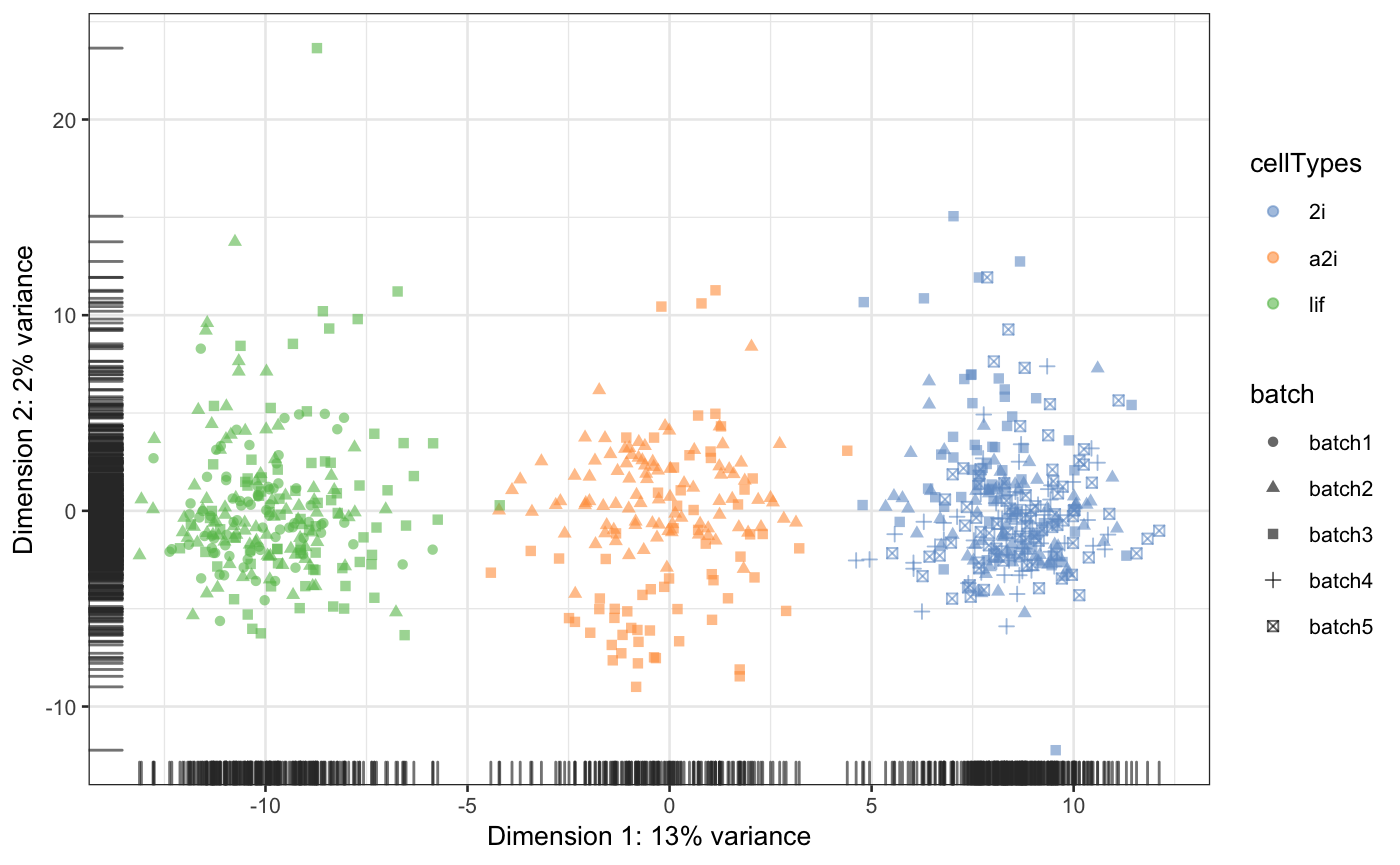 20
10
0
-10
Dimension 2: 2% variance
-10
-5
0
5
10
Dimension 1: 13% variance
cellTypes
2i
a2i
lif
batch
batch1
batch2
batch3
batch4
batch5